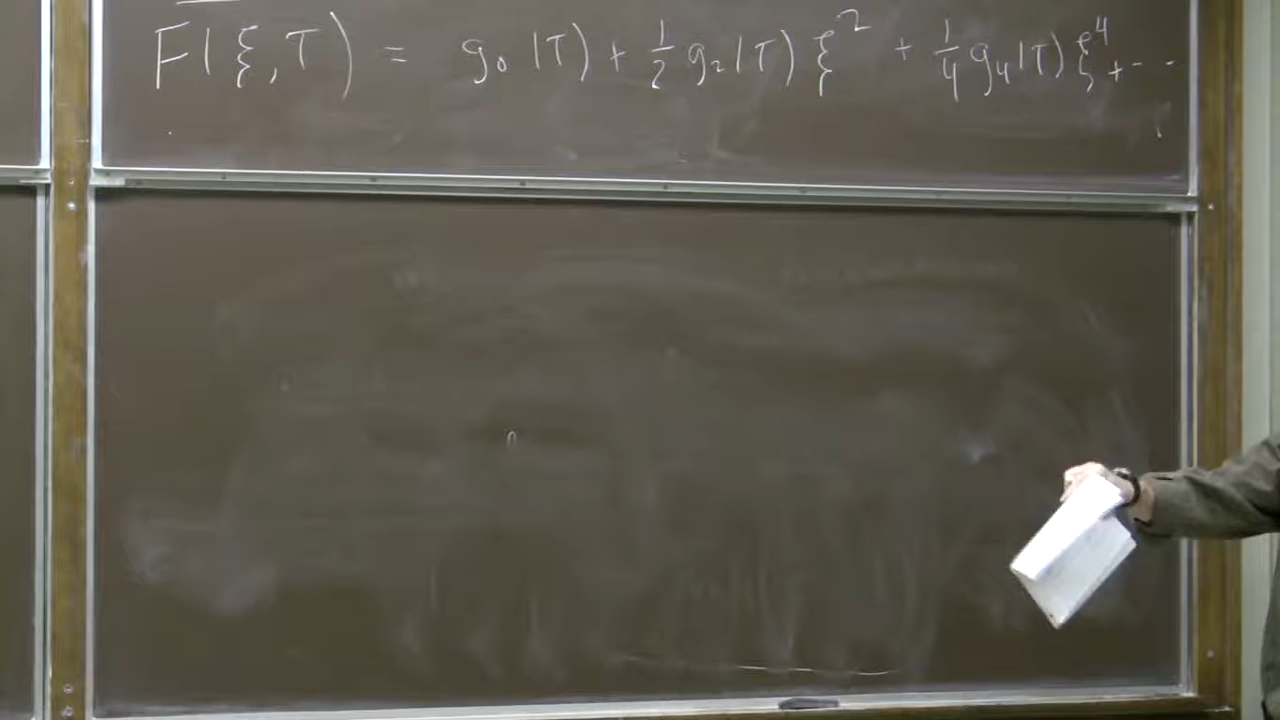 F(ξ,T) = g₀(T) + ½ g₂(T) ξ² + ¼ g₄(T) ξ⁴ + ...